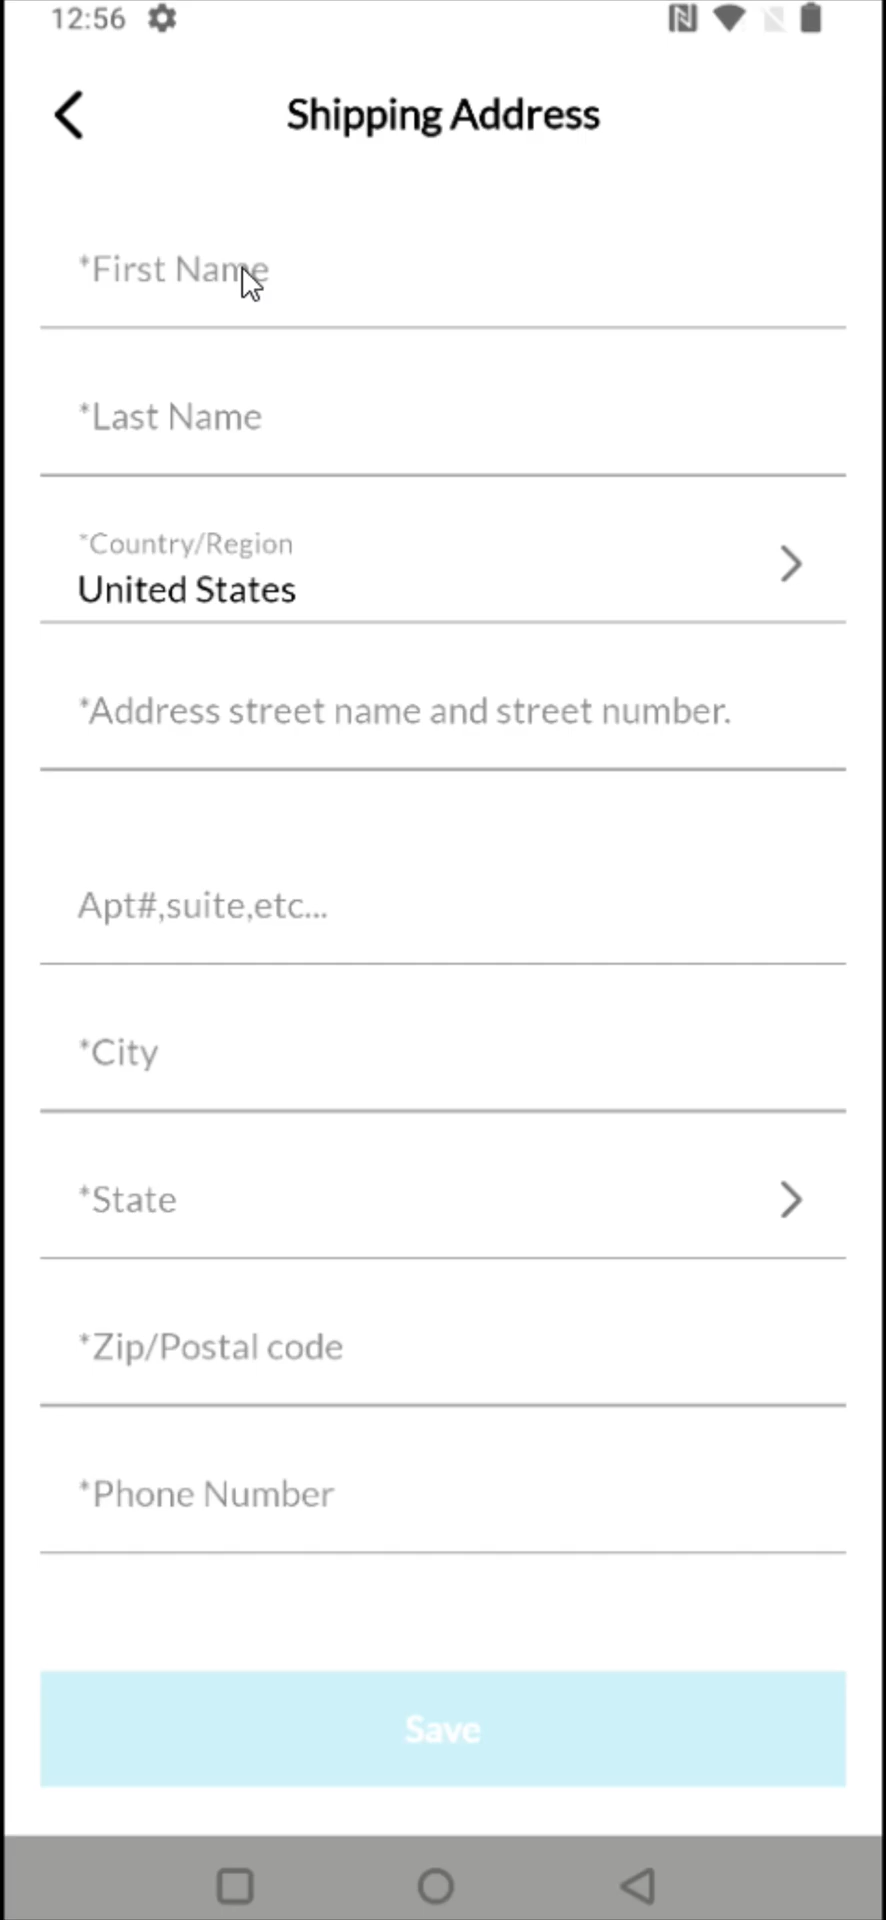 12:56
Shipping Address
*First Name
*Last Name
*Country/Region
United States
*Address street name and street number.
Apt#,suite,etc...
*City
*State
*Zip/Postal code
*Phone Number
Save